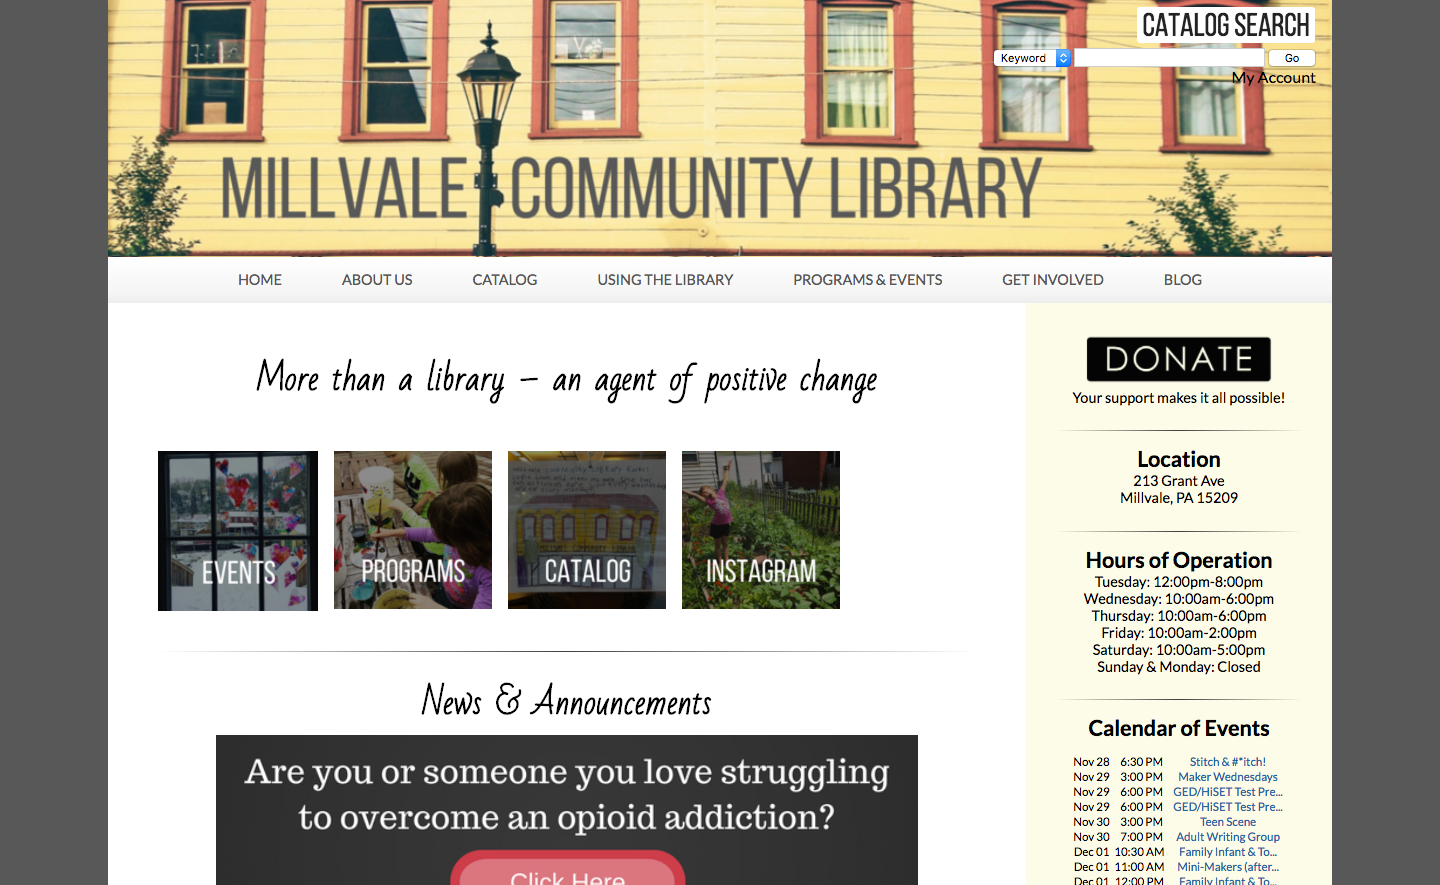 CATALOG SEARCH
Keyword
Go
My Account
MILLVALE COMMUNITY LIBRARY
HOME ABOUT US CATALOG USING THE LIBRARY PROGRAMS & EVENTS GET INVOLVED BLOG
More than a library – an agent of positive change
EVENTS
PROGRAMS
CATALOG
INSTAGRAM
News & Announcements
Are you or someone you love struggling
to overcome an opioid addiction?
Click Here
DONATE
Your support makes it all possible!
Location
213 Grant Ave
Millvale, PA 15209
Hours of Operation
Tuesday: 12:00pm-8:00pm
Wednesday: 10:00am-6:00pm
Thursday: 10:00am-6:00pm
Friday: 10:00am-2:00pm
Saturday: 10:00am-5:00pm
Sunday & Monday: Closed
Calendar of Events
Nov 28 6:30 PM Stitch & #*itch!
Nov 29 3:00 PM Maker Wednesdays
Nov 29 6:00 PM GED/HiSET Test Pre...
Nov 29 6:00 PM GED/HiSET Test Pre...
Nov 30 3:00 PM Teen Scene
Nov 30 7:00 PM Adult Writing Group
Dec 01 10:30 AM Family Infant & To...
Dec 01 11:00 AM Mini-Makers (after...
Dec 01 12:00 PM Family Infant & To...